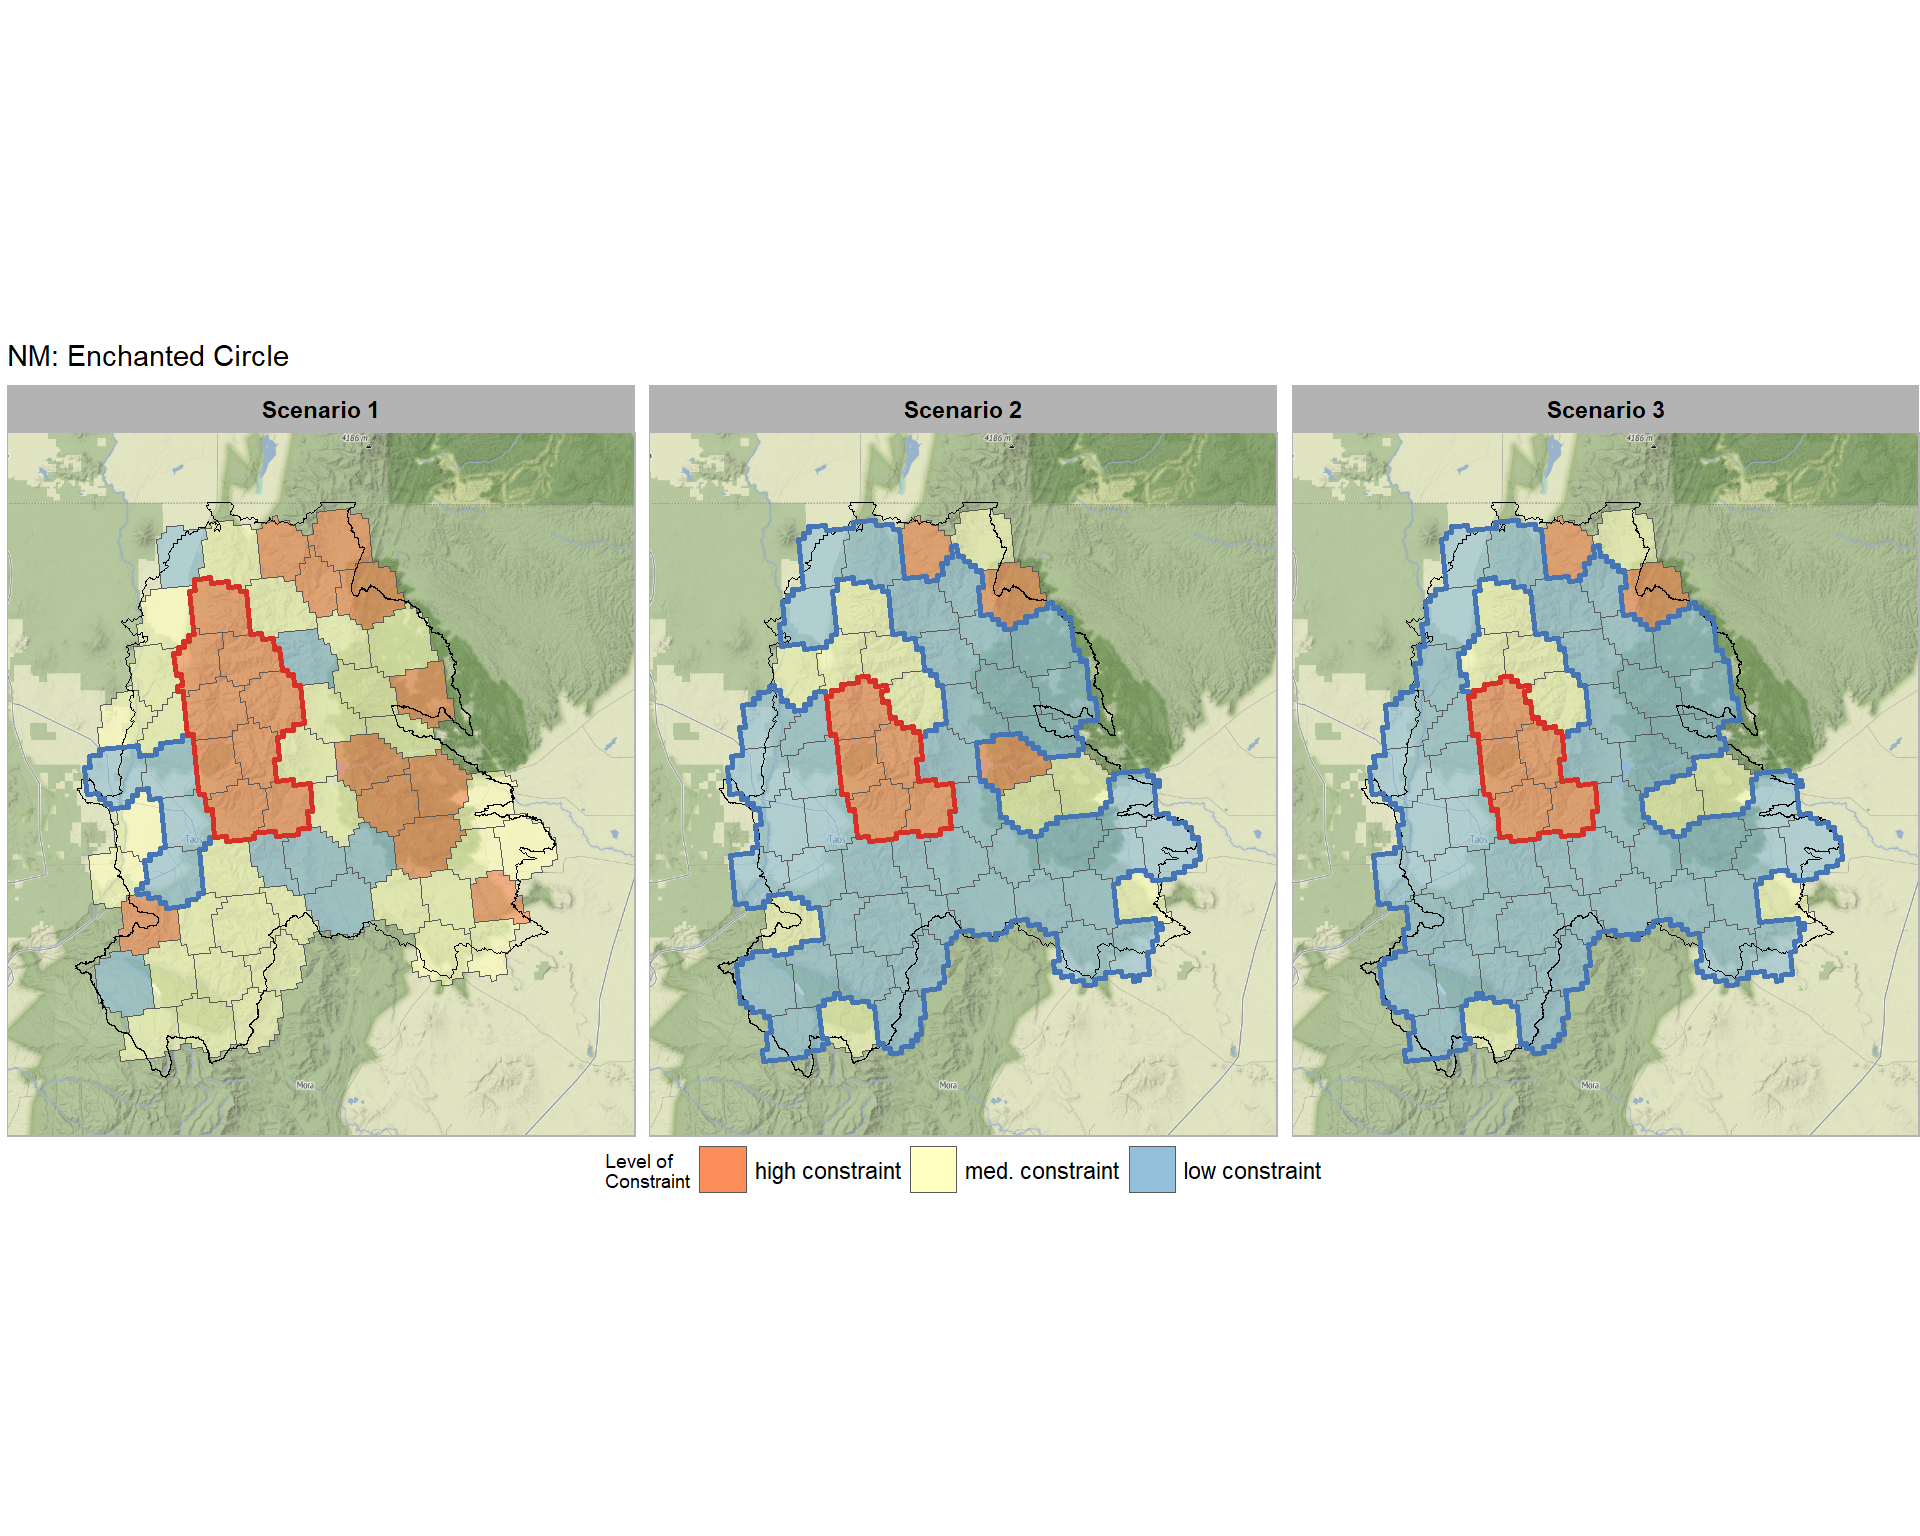 NM: Enchanted Circle
Scenario 1
Scenario 2
Scenario 3
4186 m
4186 m
4186 m
Taos
Taos
Taos
Mora
Mora
Mora
Level of
Constraint
high constraint
med. constraint
low constraint